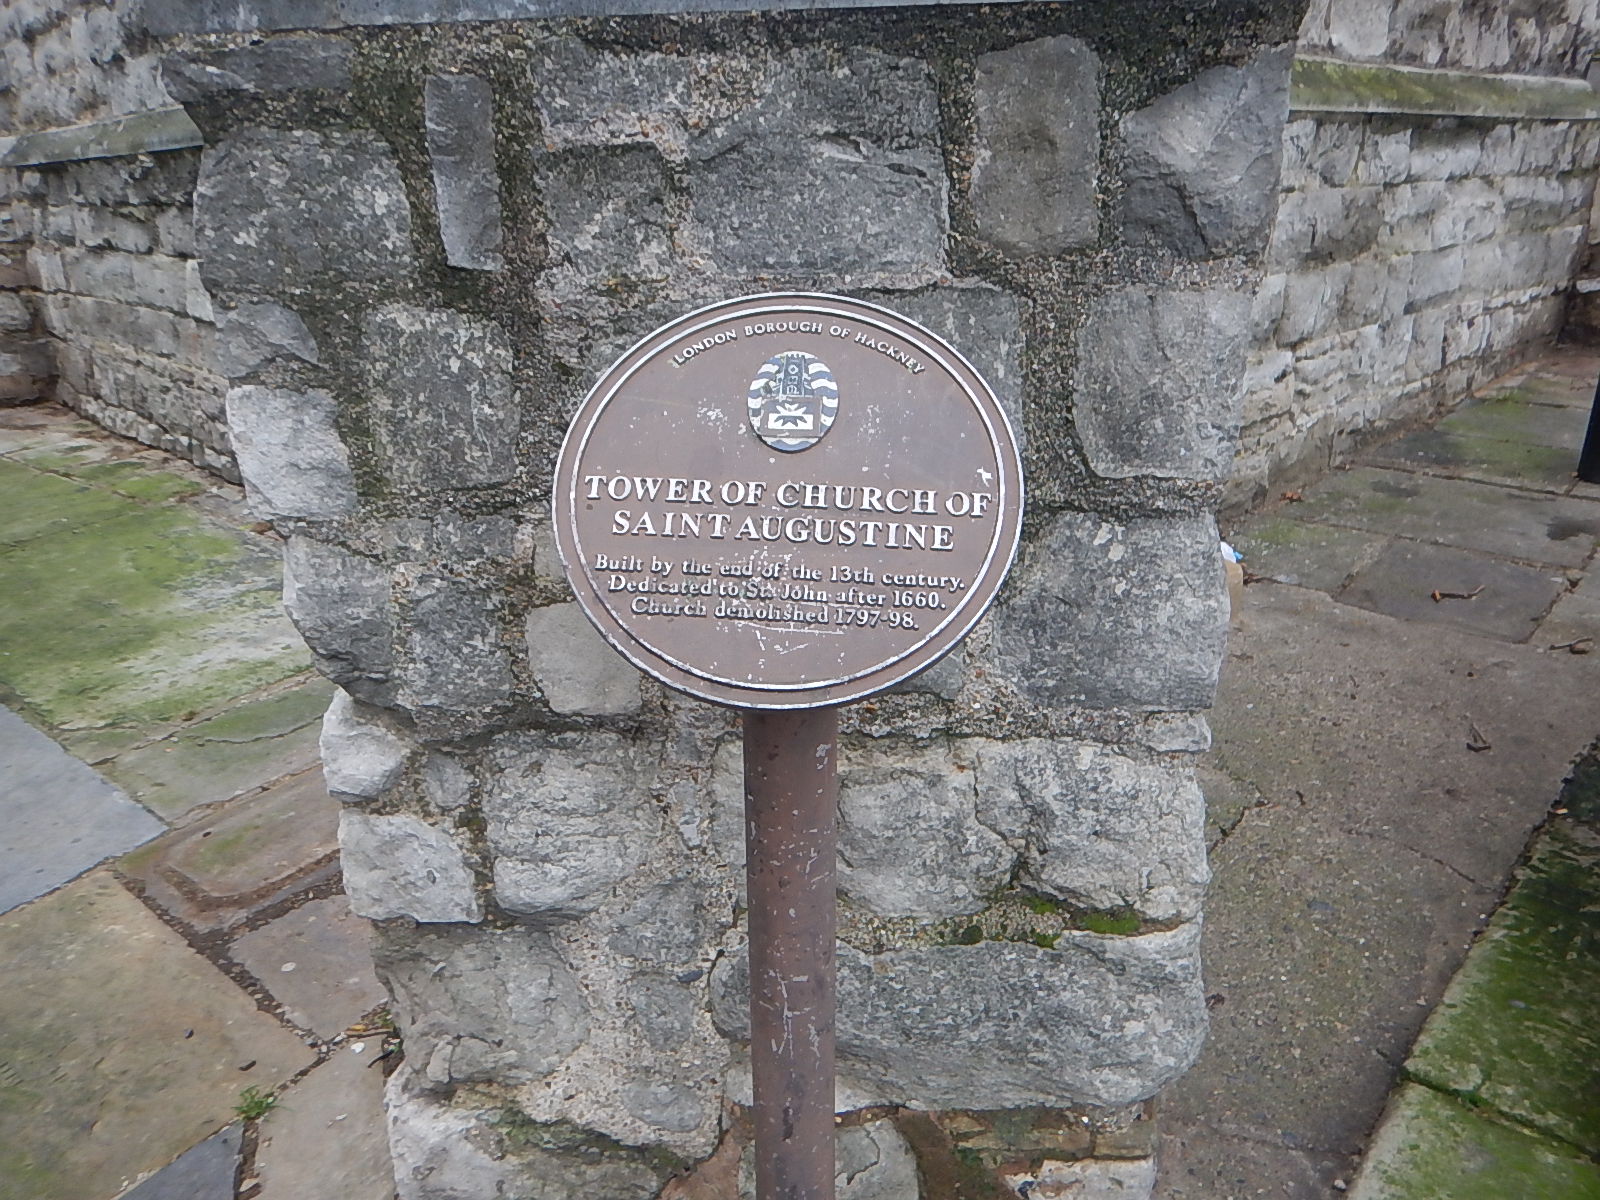 LONDON BOROUGH OF HACKNEY
TOWER OF CHURCH OF
SAINT AUGUSTINE
Built by the end of the 13th century.
Dedicated to St. John after 1660.
Church demolished 1797-98.